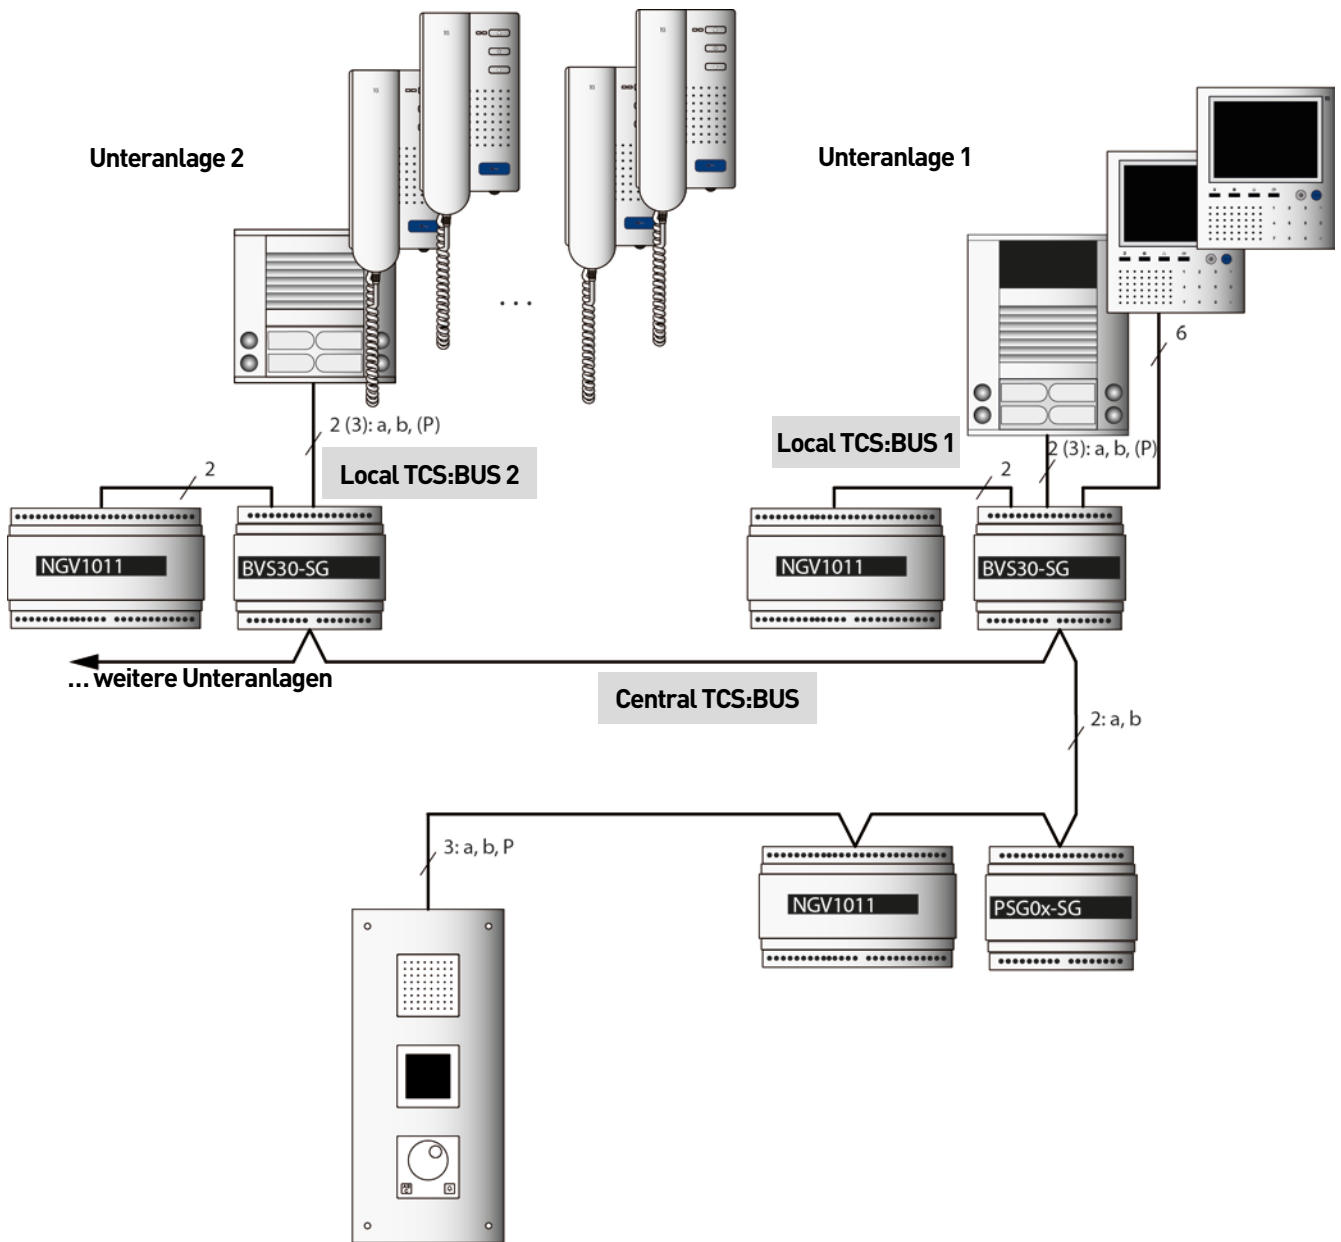 Unteranlage 2
Unteranlage 1
...
6
2 (3): a, b, (P)
Local TCS:BUS 2
2
Local TCS:BUS 1
2 (3): a, b, (P)
2
NGV1011
BVS30-SG
NGV1011
BVS30-SG
... weitere Unteranlagen
Central TCS:BUS
2: a, b
3: a, b, P
NGV1011
PSG0x-SG